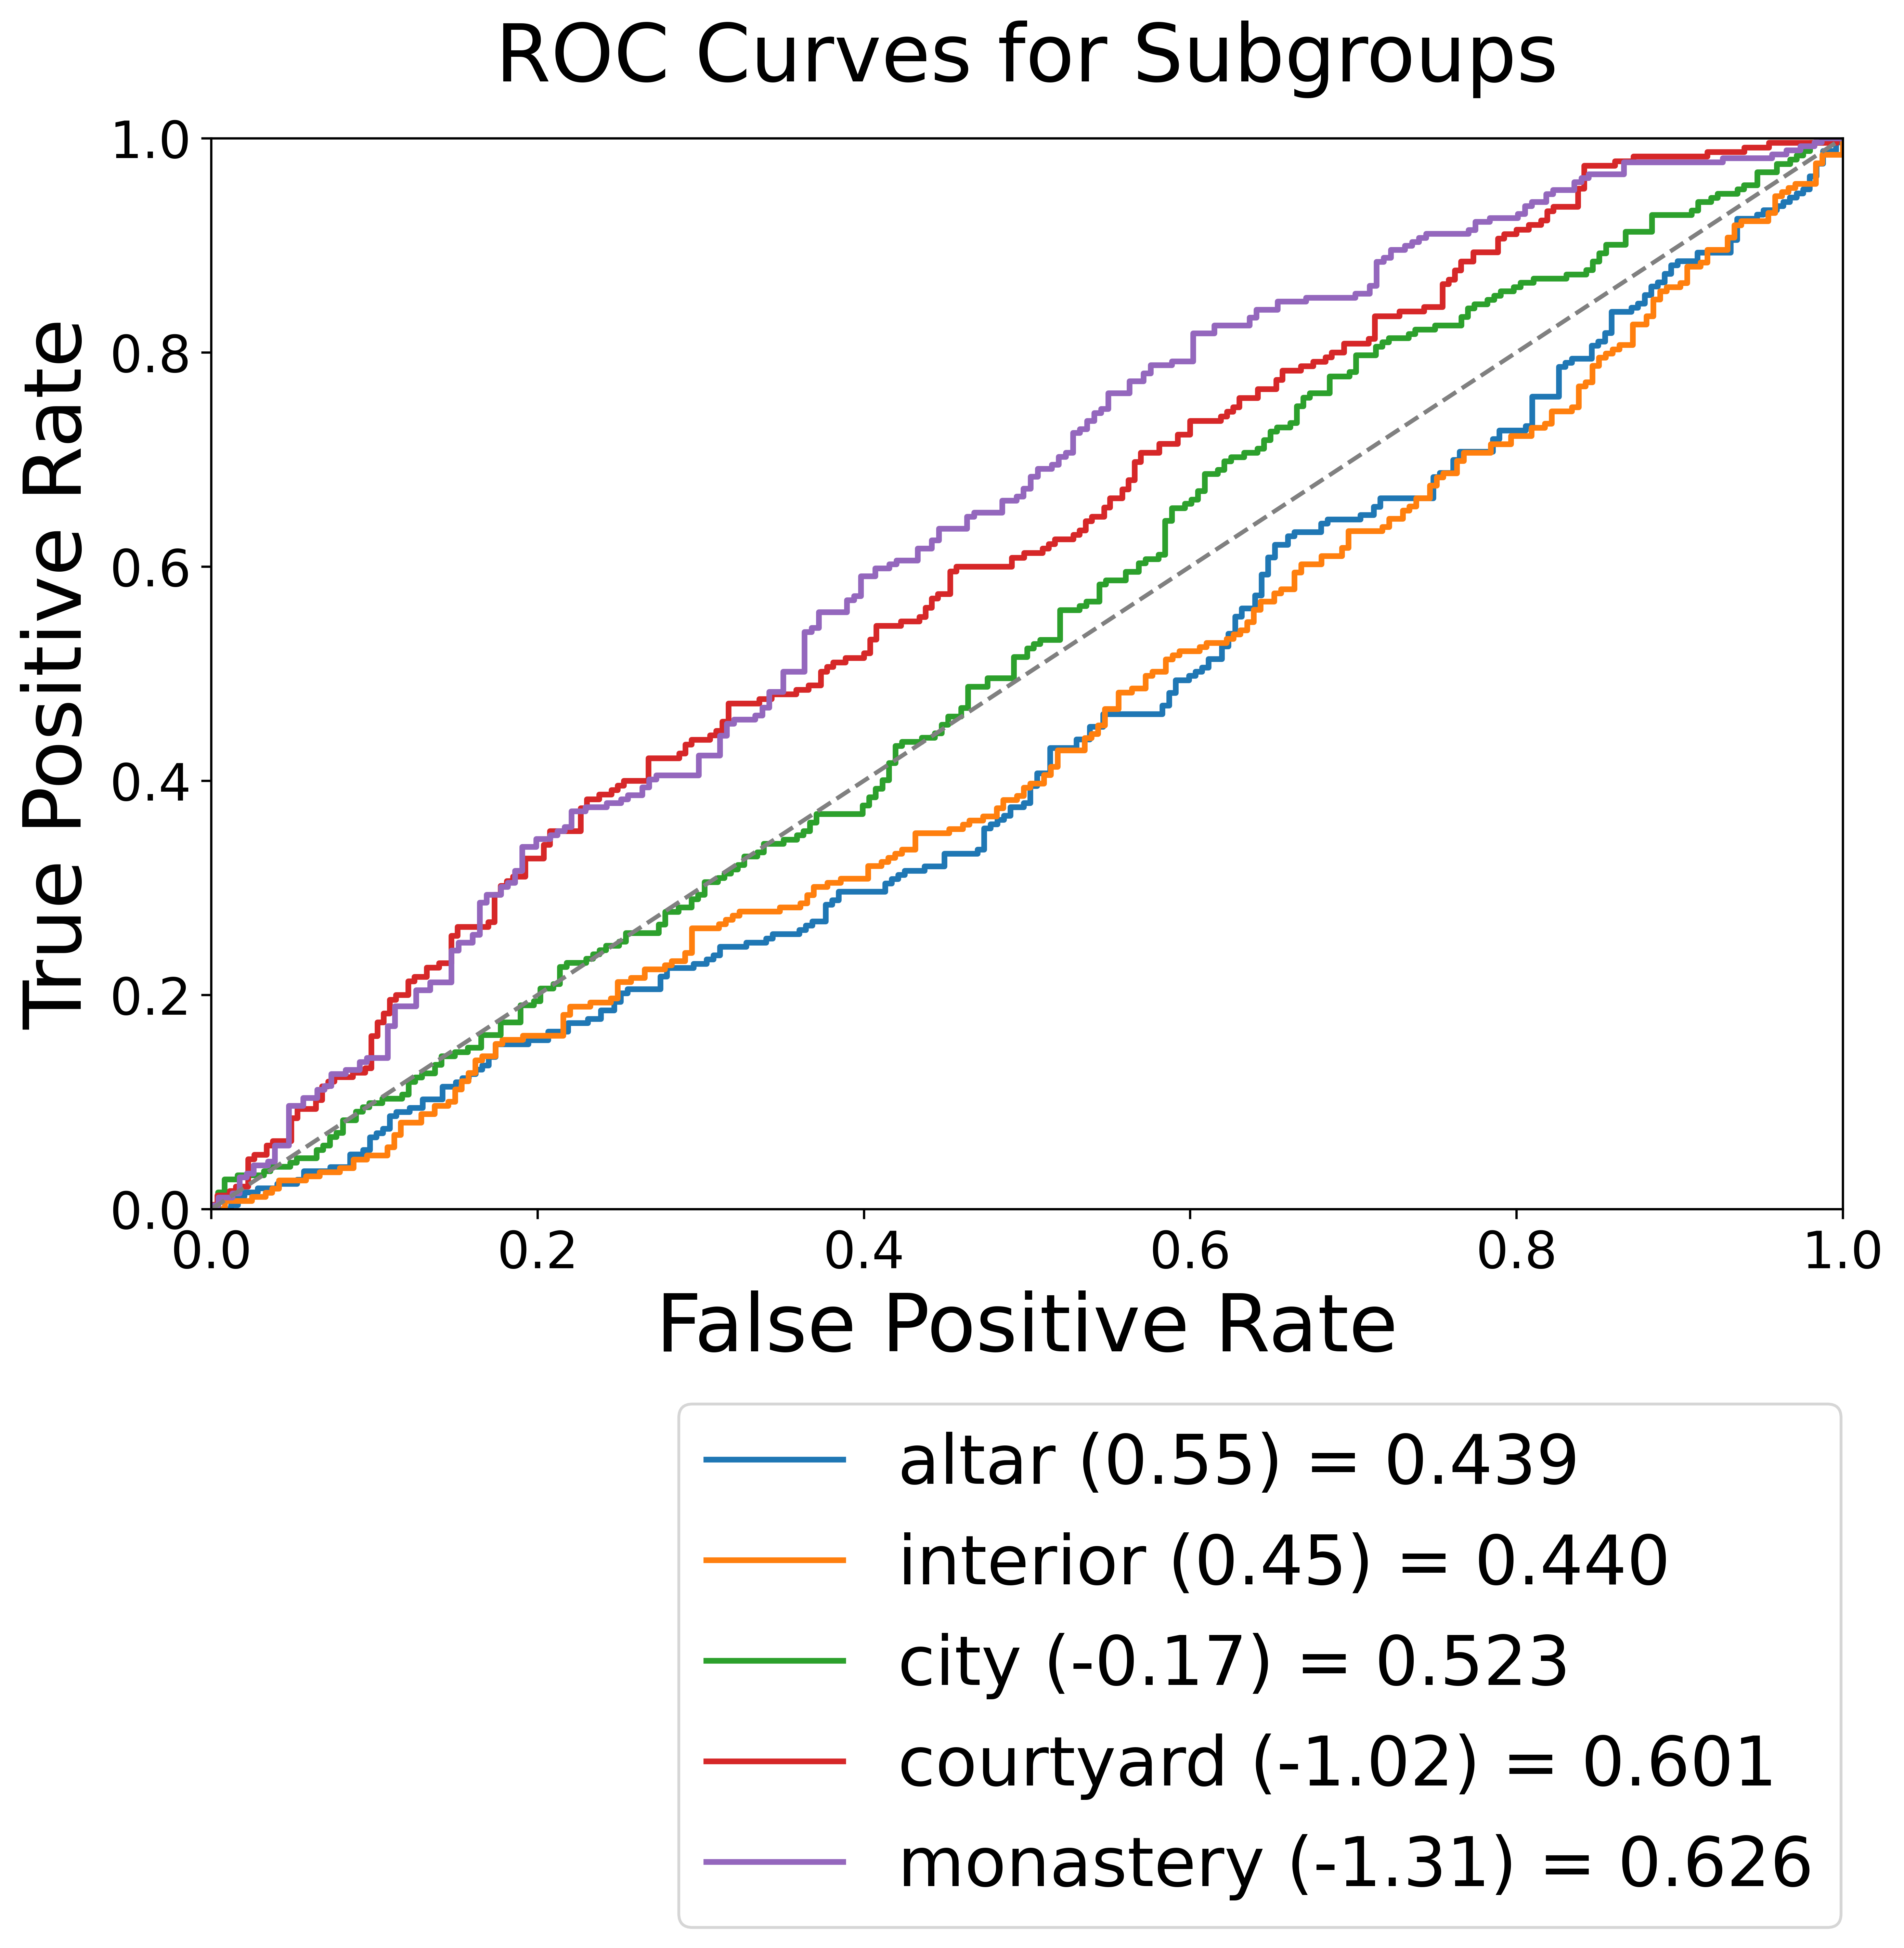 ROC Curves for Subgroups
True Positive Rate
1.0
0.8
0.6
0.4
0.2
0.0
0.0 0.2 0.4 0.6 0.8 1.0
False Positive Rate
altar (0.55) = 0.439
interior (0.45) = 0.440
city (-0.17) = 0.523
courtyard (-1.02) = 0.601
monastery (-1.31) = 0.626